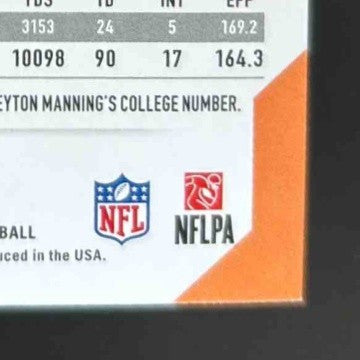 YDS TD INT EFF
3153 24 5 169.2
10098 90 17 164.3
EYTON MANNING'S COLLEGE NUMBER.
NFL
NFLPA
BALL
uced in the USA.